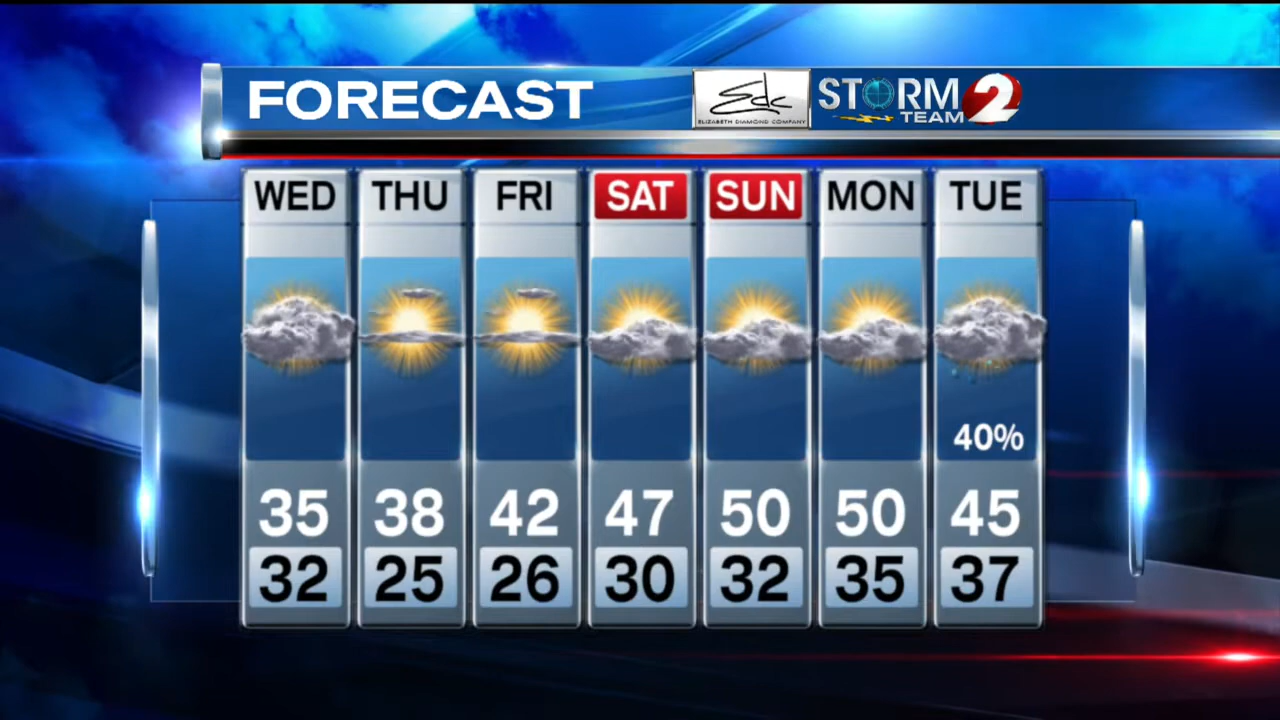 FORECAST
Edc
ELIZABETH DIAMOND COMPANY
STORM
TEAM
2
WED THU FRI SAT SUN MON TUE
40%
35 38 42 47 50 50 45
32 25 26 30 32 35 37